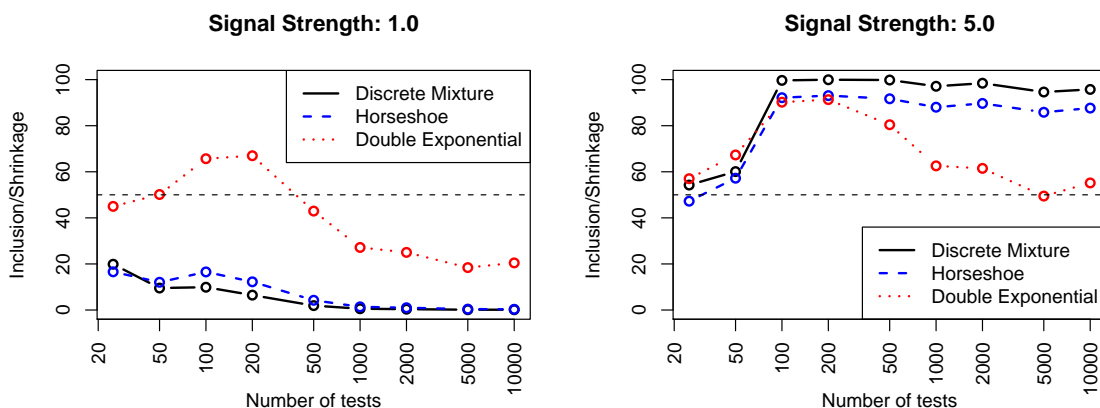 Signal Strength: 1.0
Inclusion/Shrinkage
100
80
60
40
20
0
Discrete Mixture
Horseshoe
Double Exponential
20
50
100
200
500
1000
2000
5000
10000
Number of tests
Signal Strength: 5.0
Inclusion/Shrinkage
100
80
60
40
20
0
Discrete Mixture
Horseshoe
Double Exponential
20
50
100
200
500
1000
2000
5000
10000
Number of tests